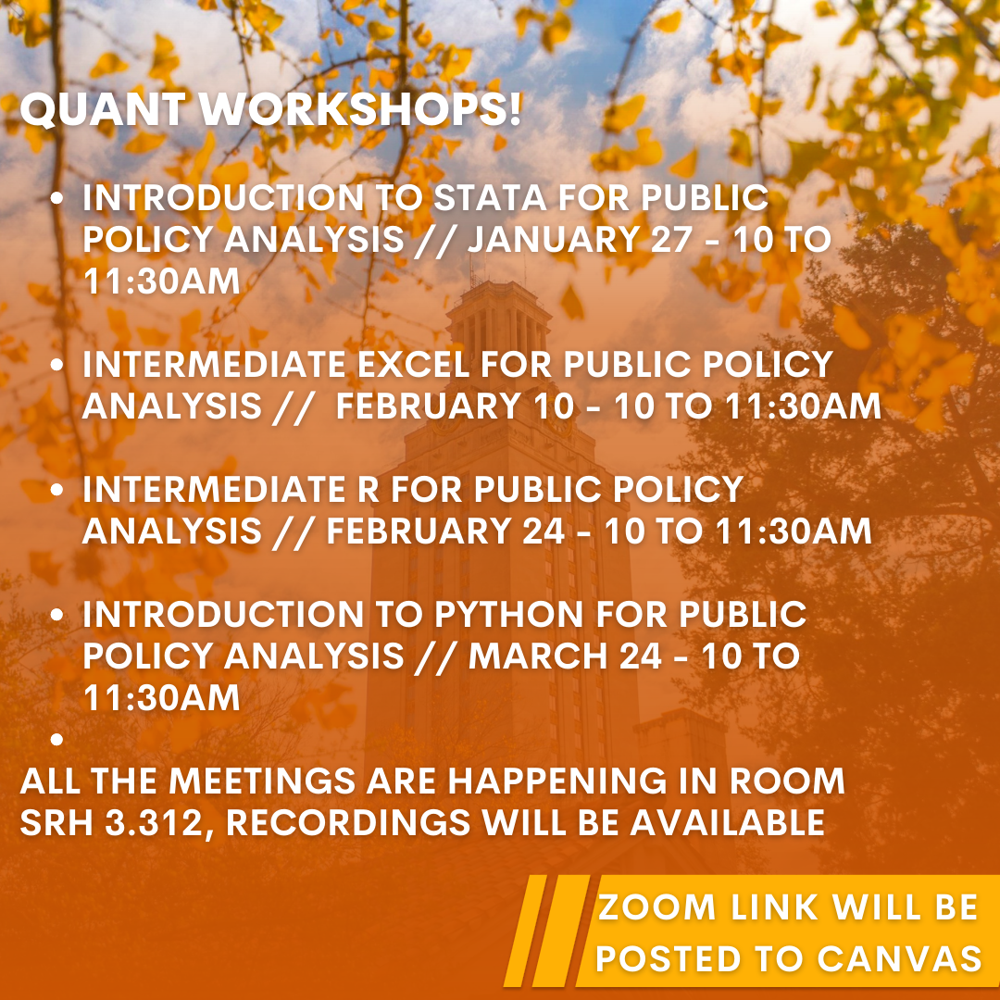 QUANT WORKSHOPS!
• INTRODUCTION TO STATA FOR PUBLIC
POLICY ANALYSIS // JANUARY 27 - 10 TO
11:30AM
• INTERMEDIATE EXCEL FOR PUBLIC POLICY
ANALYSIS // FEBRUARY 10 - 10 TO 11:30AM
• INTERMEDIATE R FOR PUBLIC POLICY
ANALYSIS // FEBRUARY 24 - 10 TO 11:30AM
• INTRODUCTION TO PYTHON FOR PUBLIC
POLICY ANALYSIS // MARCH 24 - 10 TO
11:30AM
•
ALL THE MEETINGS ARE HAPPENING IN ROOM
SRH 3.312, RECORDINGS WILL BE AVAILABLE
ZOOM LINK WILL BE
POSTED TO CANVAS